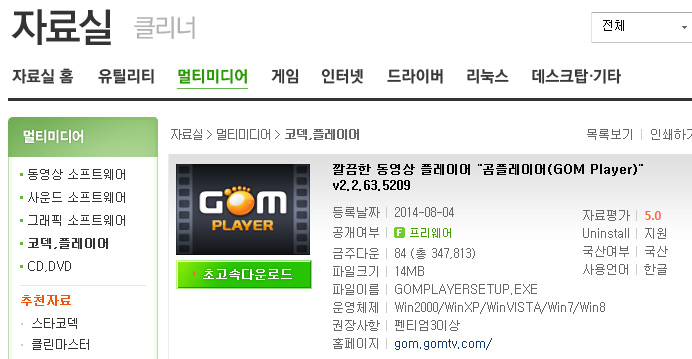 자료실 클리너
전체
자료실 홈 유틸리티 멀티미디어 게임 인터넷 드라이버 리눅스 데스크탑·기타
멀티미디어
동영상 소프트웨어
사운드 소프트웨어
그래픽 소프트웨어
코덱,플레이어
CD,DVD
추천자료
스타코덱
클린마스터
자료실 > 멀티미디어 > 코덱,플레이어
목록보기 | 인쇄하기
GOM
PLAYER
초고속다운로드
깔끔한 동영상 플레이어 "곰플레이어(GOM Player)"
v2.2.63.5209
등록날짜 | 2014-08-04
공개여부 | F 프리웨어
금주다운 | 84 (총 347,813)
파일크기 | 14MB
파일이름 | GOMPLAYERSETUP.EXE
운영체제 | Win2000/WinXP/WinVISTA/Win7/Win8
권장사항 | 펜티엄3이상
홈페이지 | gom.gomtv.com/
자료평가 | 5.0
Uninstall | 지원
국산여부 | 국산
사용언어 | 한글